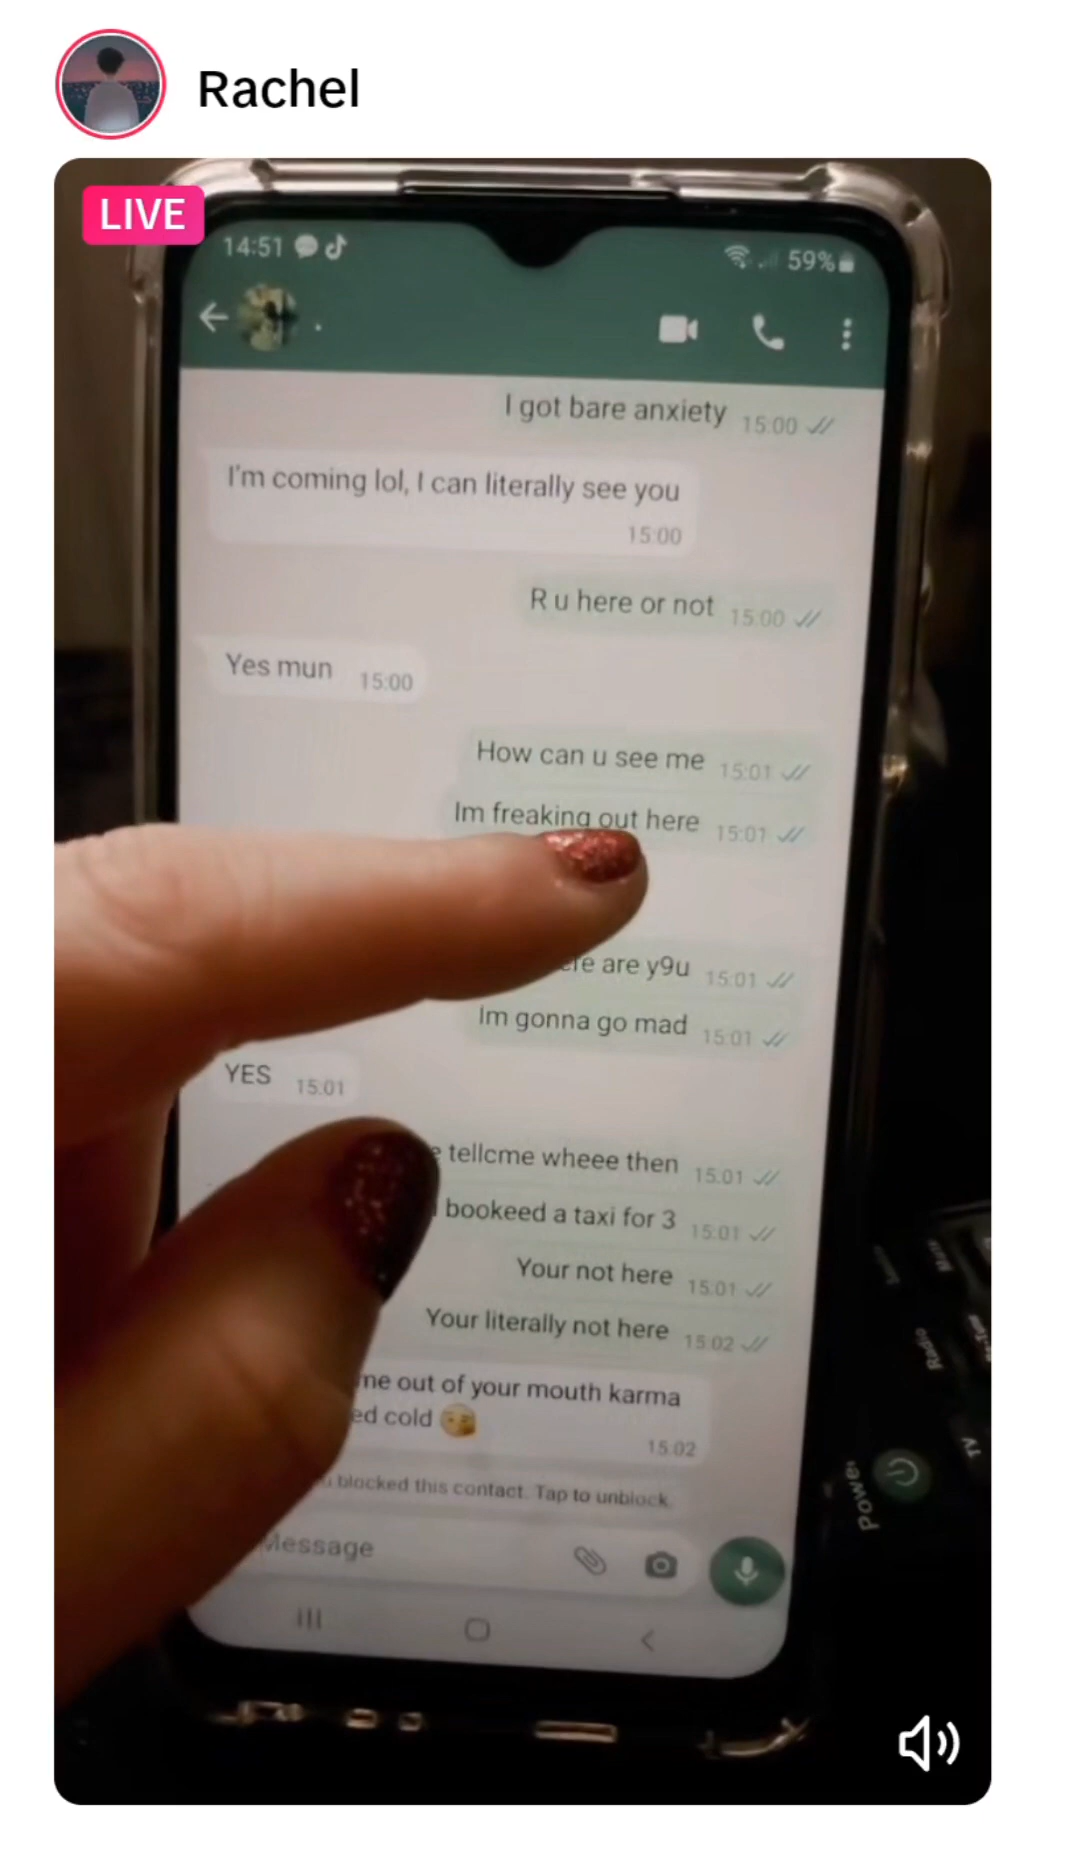 Rachel
LIVE
14:51
59%
.
I got bare anxiety 15:00
I'm coming lol, I can literally see you
15:00
R u here or not 15:00
Yes mun 15:00
How can u see me 15:01
Im freaking out here 15:01
are y9u 15:01
Im gonna go mad 15:01
YES 15:01
tellcme wheee then 15:01
bookeed a taxi for 3 15:01
Your not here 15:01
Your literally not here 15:02
out of your mouth karma
cold
15:02
blocked this contact. Tap to unblock.
Message
Radio
TV
Power